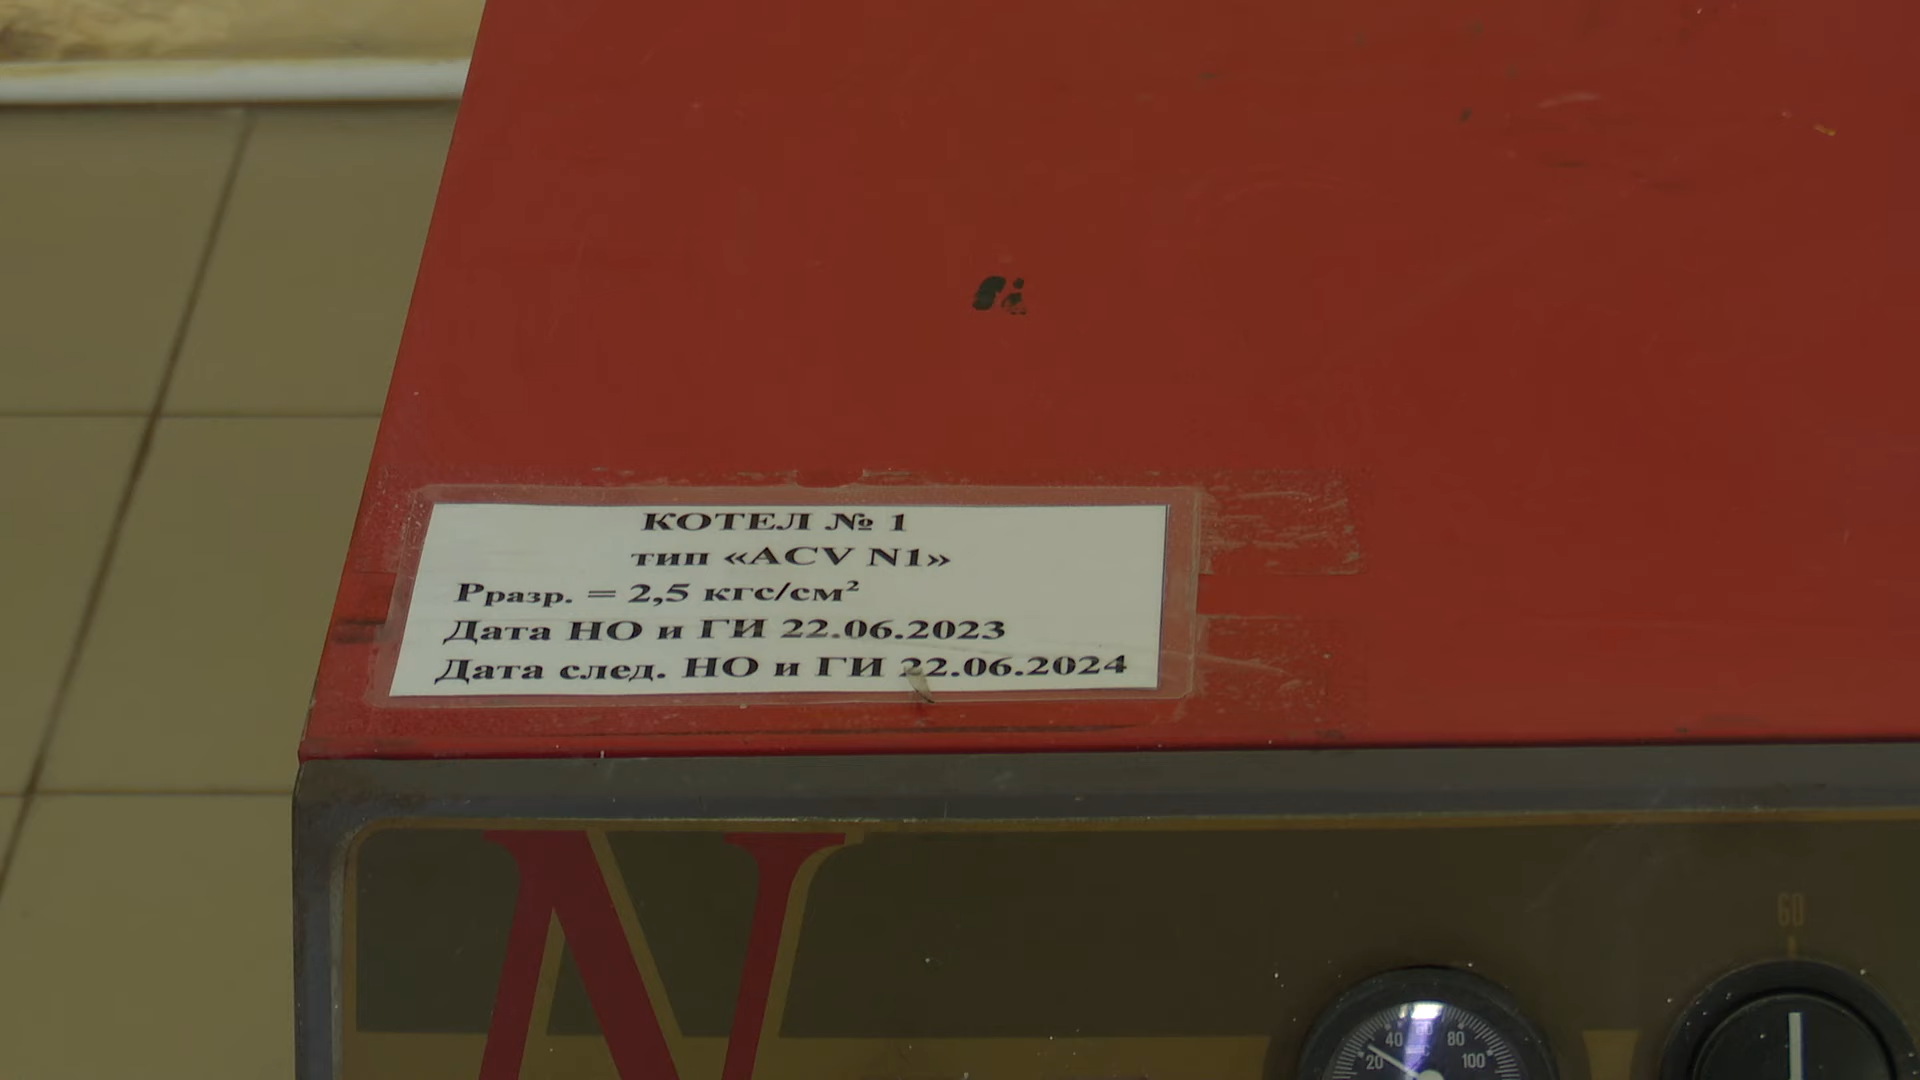 КОТЕЛ № 1
тип «ACV N1»
Рразр. = 2,5 кгс/см²
Дата НО и ГИ 22.06.2023
Дата след. НО и ГИ 22.06.2024
N
60
40 80
20 100